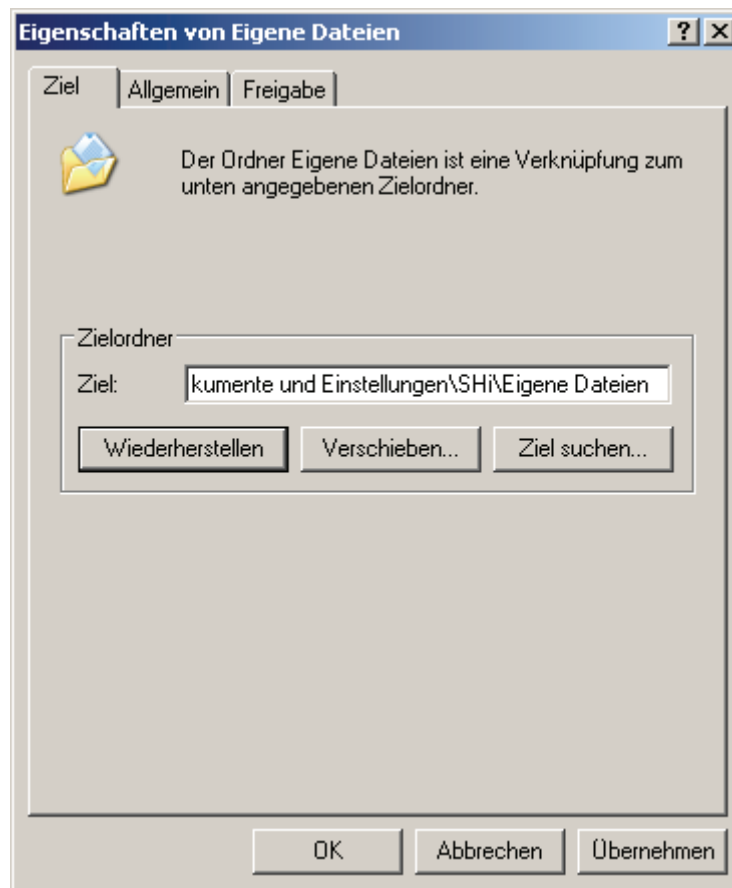 Eigenschaften von Eigene Dateien
Ziel Allgemein Freigabe
Der Ordner Eigene Dateien ist eine Verknüpfung zum
unten angegebenen Zielordner.
Zielordner
Ziel: kumente und Einstellungen\SHi\Eigene Dateien
Wiederherstellen Verschieben... Ziel suchen...
OK Abbrechen Übernehmen